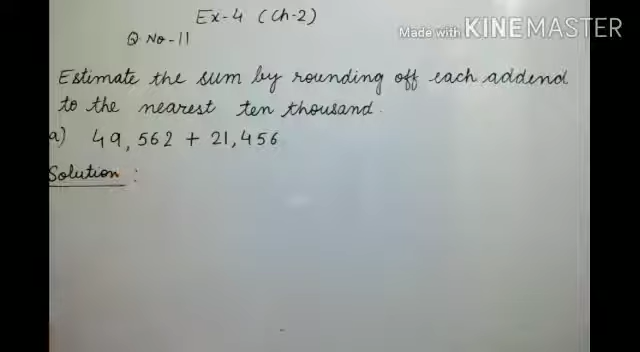 Ex-4 (Ch-2)
Made with KINEMASTER
Q. No-11
Estimate the sum by rounding off each addend
to the nearest ten thousand.
a) 49,562 + 21,456
Solution :